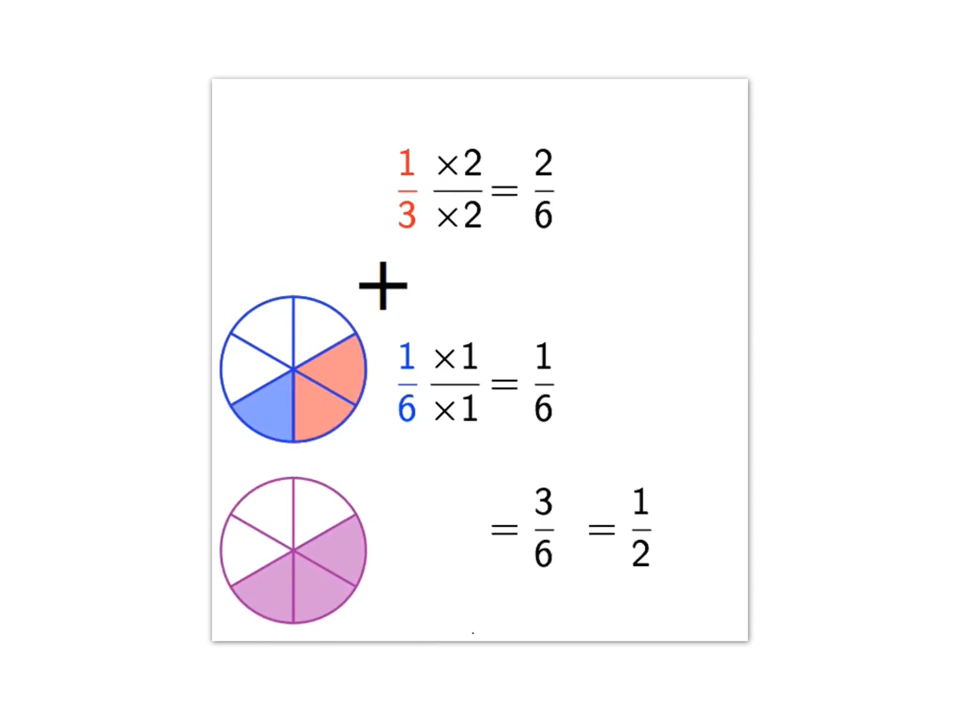 1/3 ×2/×2 = 2/6
+
1/6 ×1/×1 = 1/6
= 3/6 = 1/2